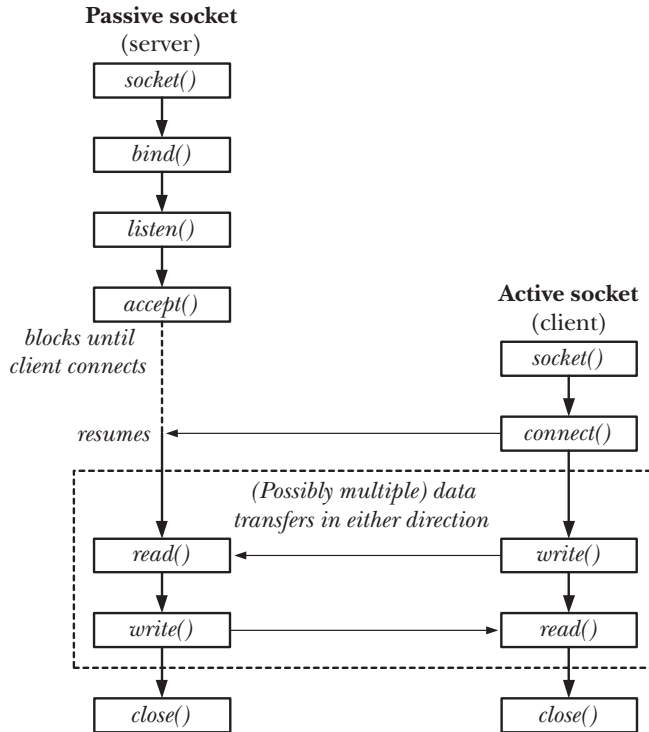 Passive socket
(server)
socket()
bind()
listen()
accept()
blocks until
client connects
resumes
Active socket
(client)
socket()
connect()
(Possibly multiple) data
transfers in either direction
read()
write()
write()
read()
close()
close()